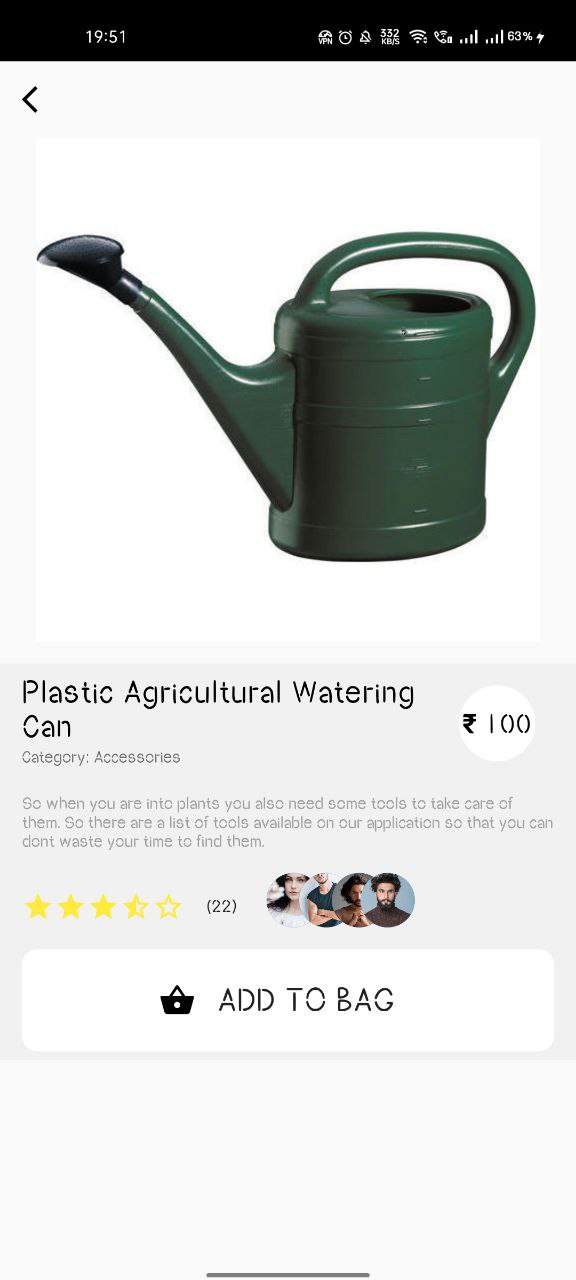 19:51
VPN 332 KB/S 63%
Plastic Agricultural Watering
Can
₹ 100
Category: Accessories
So when you are into plants you also need some tools to take care of
them. So there are a list of tools available on our application so that you can
dont waste your time to find them.
(22)
ADD TO BAG